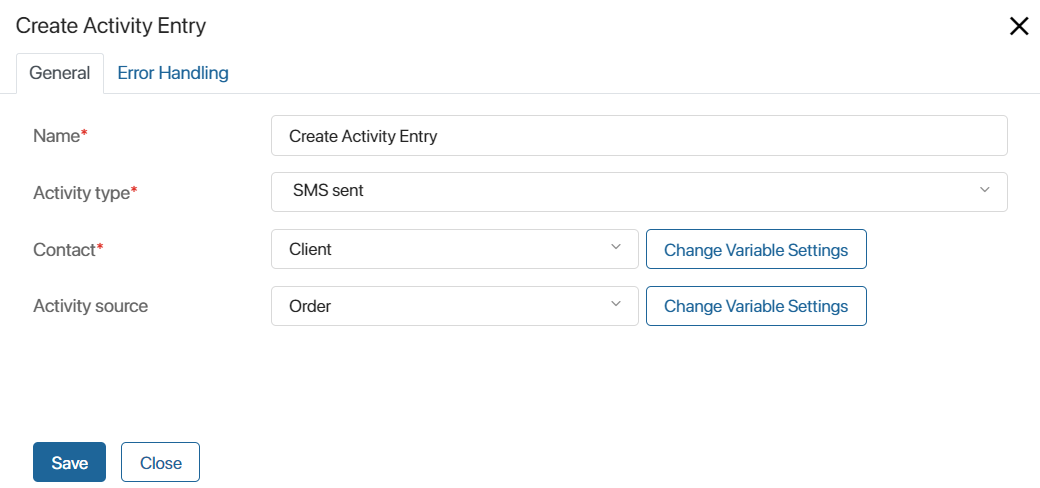 Create Activity Entry
General Error Handling
Name* Create Activity Entry
Activity type* SMS sent
Contact* Client Change Variable Settings
Activity source Order Change Variable Settings
Save Close